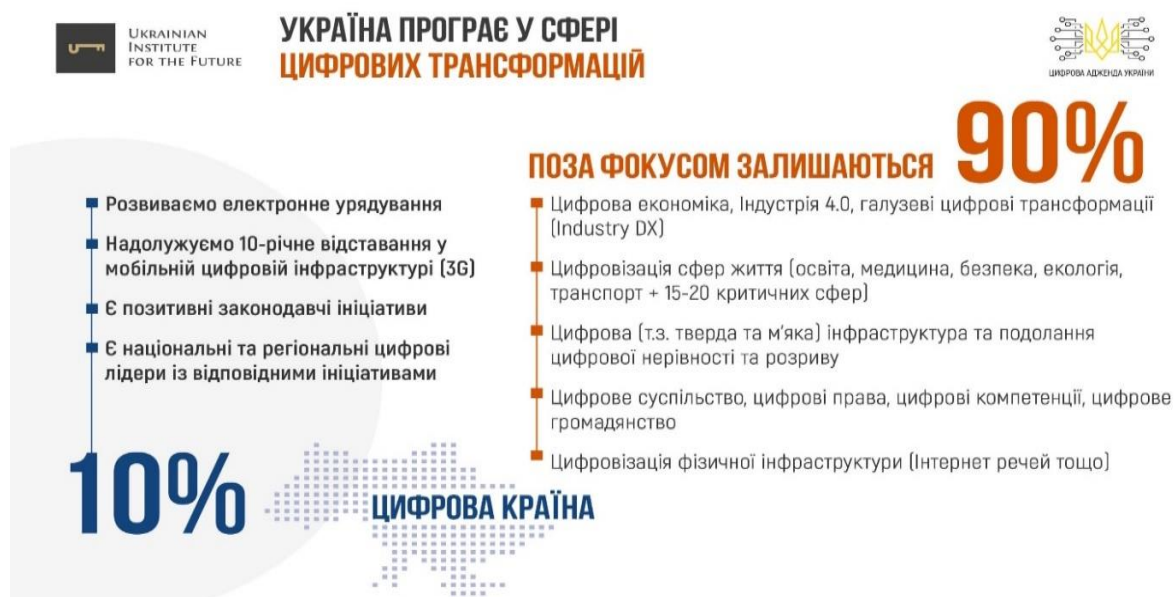 UKRAINIAN
INSTITUTE
FOR THE FUTURE
УКРАЇНА ПРОГРАЄ У СФЕРІ
ЦИФРОВИХ ТРАНСФОРМАЦІЙ
ЦИФРОВА АДЖЕНДА УКРАЇНИ
Розвиваємо електронне урядування
Надолужуємо 10-річне відставання у
мобільній цифровій інфраструктурі (3G)
Є позитивні законодавчі ініціативи
Є національні та регіональні цифрові
лідери із відповідними ініціативами
10%
ЦИФРОВА КРАЇНА
ПОЗА ФОКУСОМ ЗАЛИШАЮТЬСЯ 90%
Цифрова економіка, Індустрія 4.0, галузеві цифрові трансформації
(Industry DX)
Цифровізація сфер життя (освіта, медицина, безпека, екологія,
транспорт + 15-20 критичних сфер)
Цифрова (т.з. тверда та м'яка) інфраструктура та подолання
цифрової нерівності та розриву
Цифрове суспільство, цифрові права, цифрові компетенції, цифрове
громадянство
Цифровізація фізичної інфраструктури (Інтернет речей тощо)